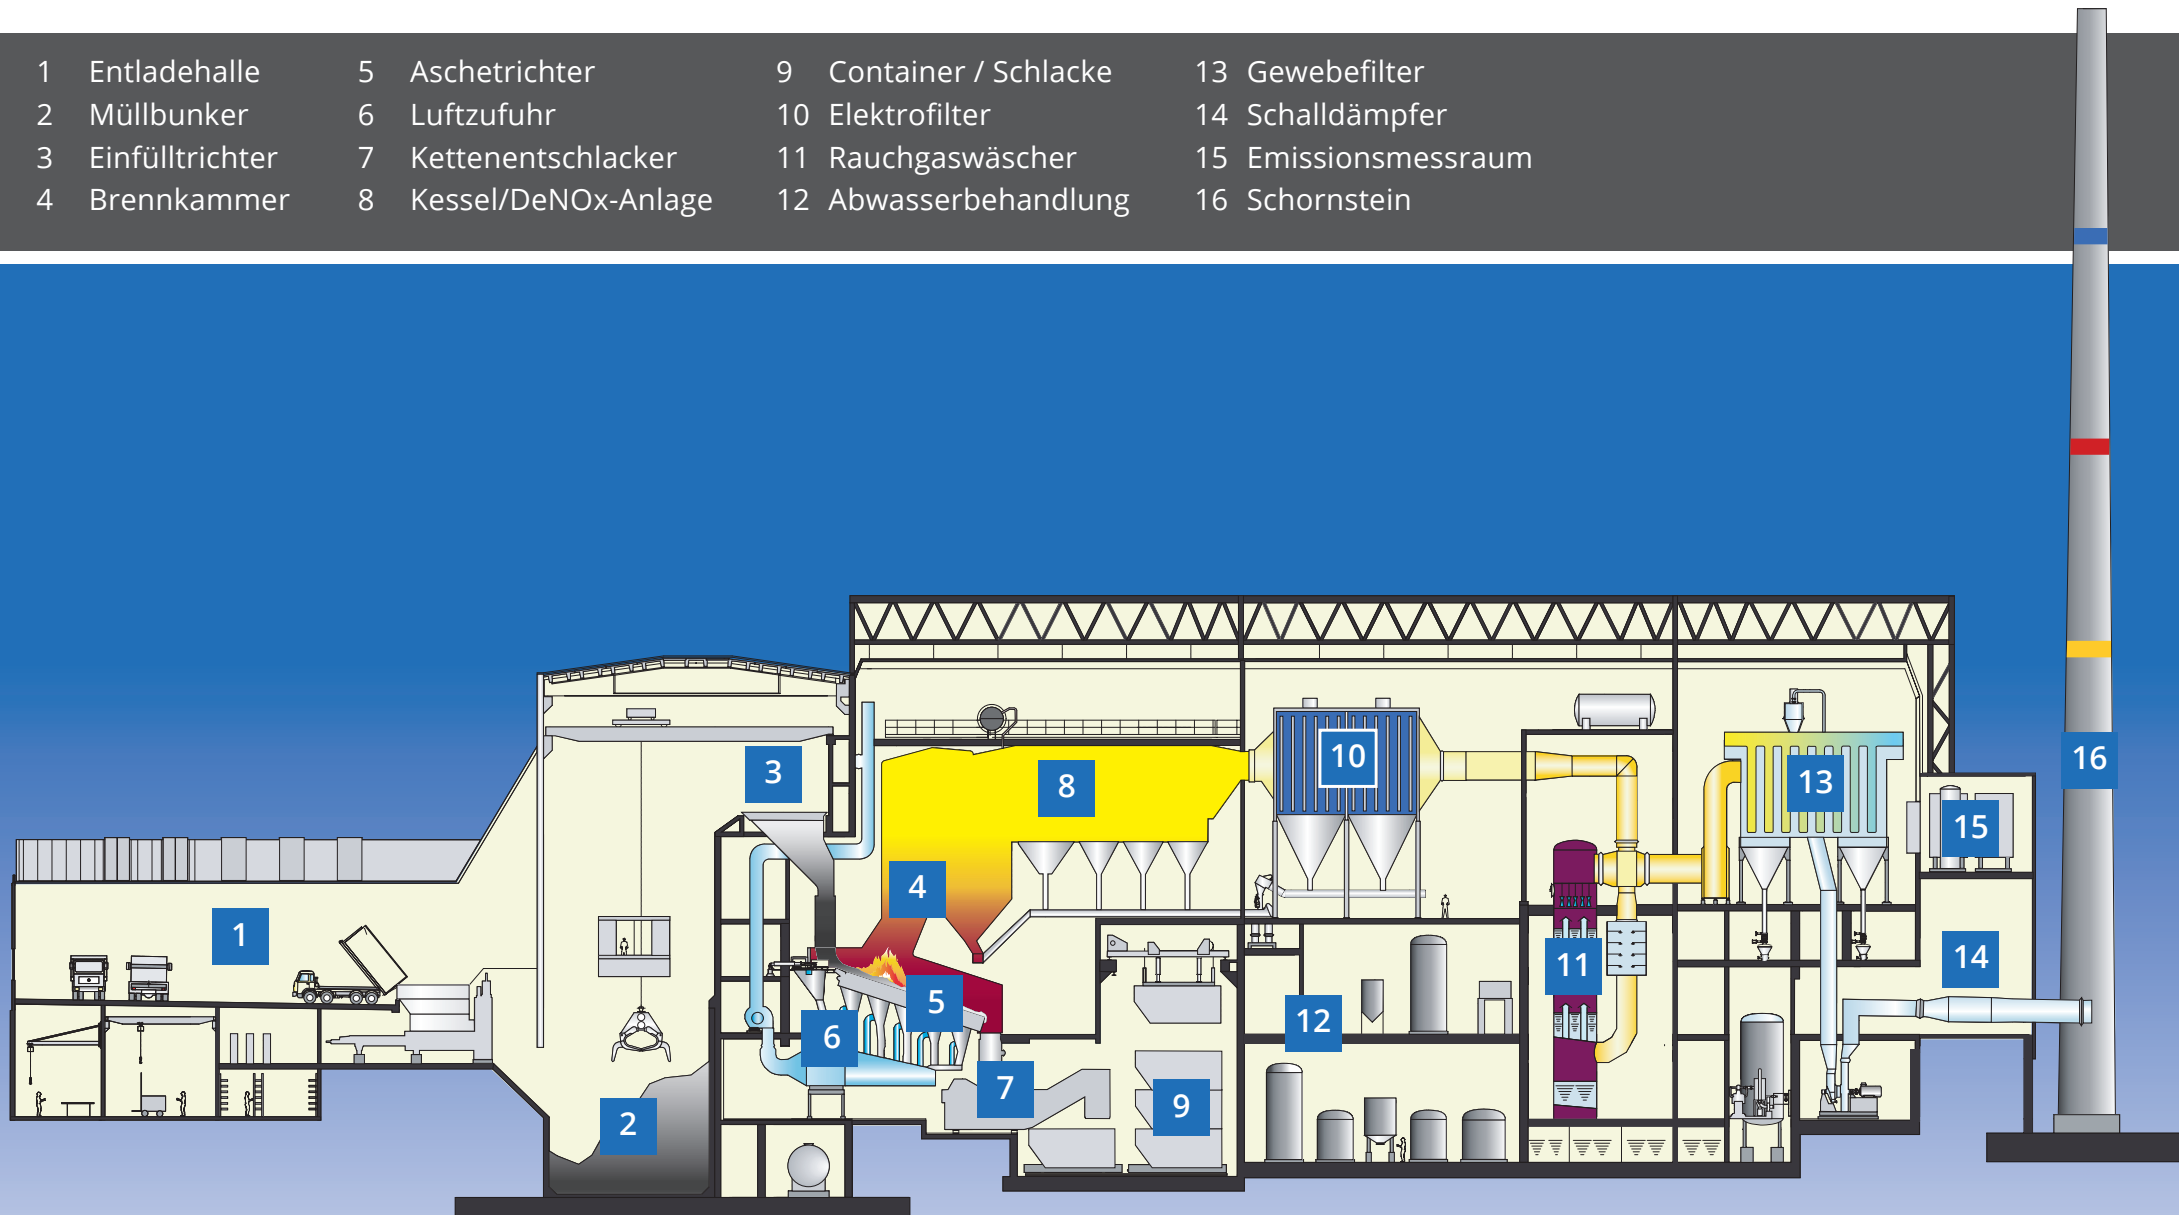 1 Entladehalle
2 Müllbunker
3 Einfülltrichter
4 Brennkammer
5 Aschetrichter
6 Luftzufuhr
7 Kettenentschlacker
8 Kessel/DeNOx-Anlage
9 Container / Schlacke
10 Elektrofilter
11 Rauchgaswäscher
12 Abwasserbehandlung
13 Gewebefilter
14 Schalldämpfer
15 Emissionsmessraum
16 Schornstein
1
2
3
4
5
6
7
8
9
10
11
12
13
14
15
16